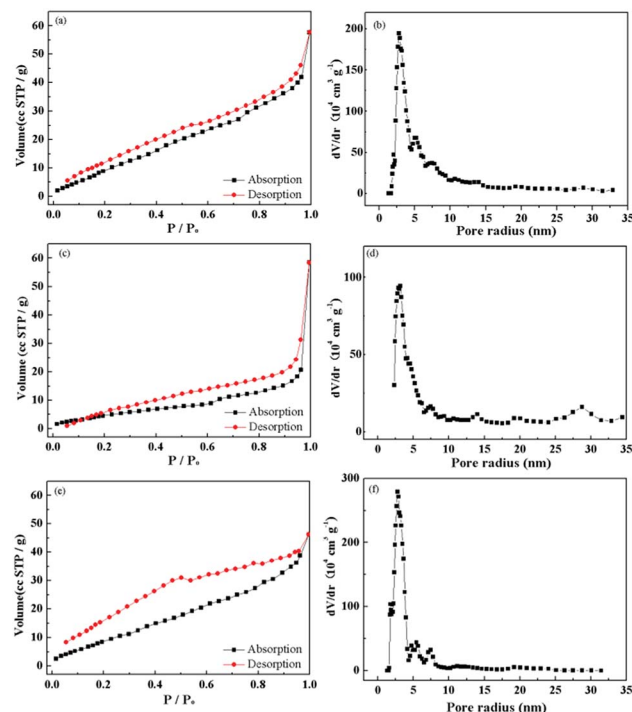 (a)
60
50
40
30
20
10
0
Volume(cc STP / g)
Absorption
Desorption
0.0 0.2 0.4 0.6 0.8 1.0
P / Pₒ
(b)
200
150
100
50
0
dV/dr (10⁴ cm³ g⁻¹)
0 5 10 15 20 25 30 35
Pore radius (nm)
(c)
60
50
40
30
20
10
0
Volume (cc STP / g)
Absorption
Desorption
0.0 0.2 0.4 0.6 0.8 1.0
P / Pₒ
(d)
100
50
0
dV/dr (10⁴ cm³ g⁻¹)
0 5 10 15 20 25 30 35
Pore radius (nm)
(e)
60
50
40
30
20
10
0
Volume(cc STP / g)
Absorption
Desorption
0.0 0.2 0.4 0.6 0.8 1.0
P / Pₒ
(f)
300
200
100
0
dV/dr (10⁴ cm³ g⁻¹)
0 5 10 15 20 25 30 35
Pore radius (nm)